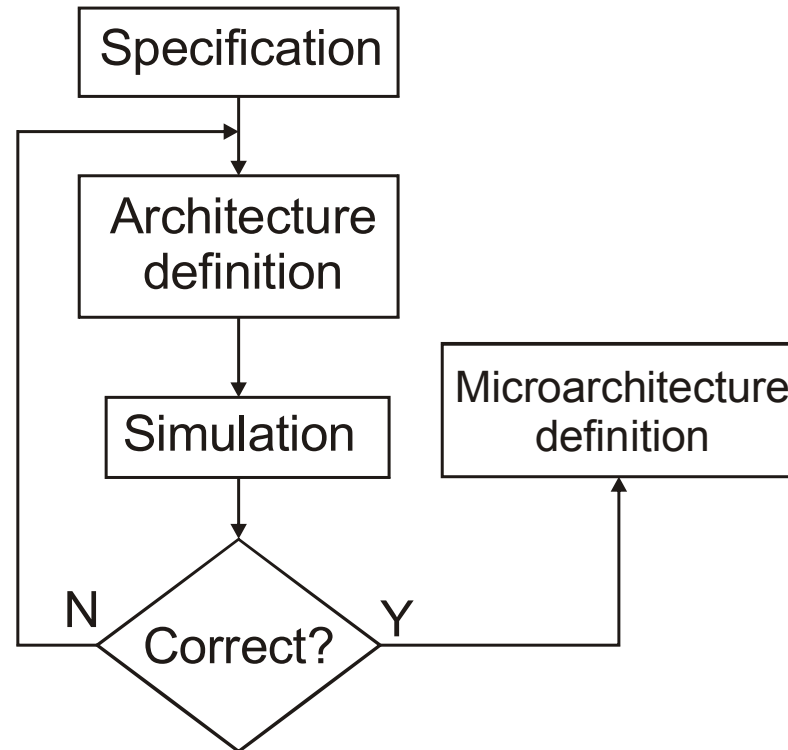 Specification
Architecture
definition
Simulation
Microarchitecture
definition
N
Correct?
Y